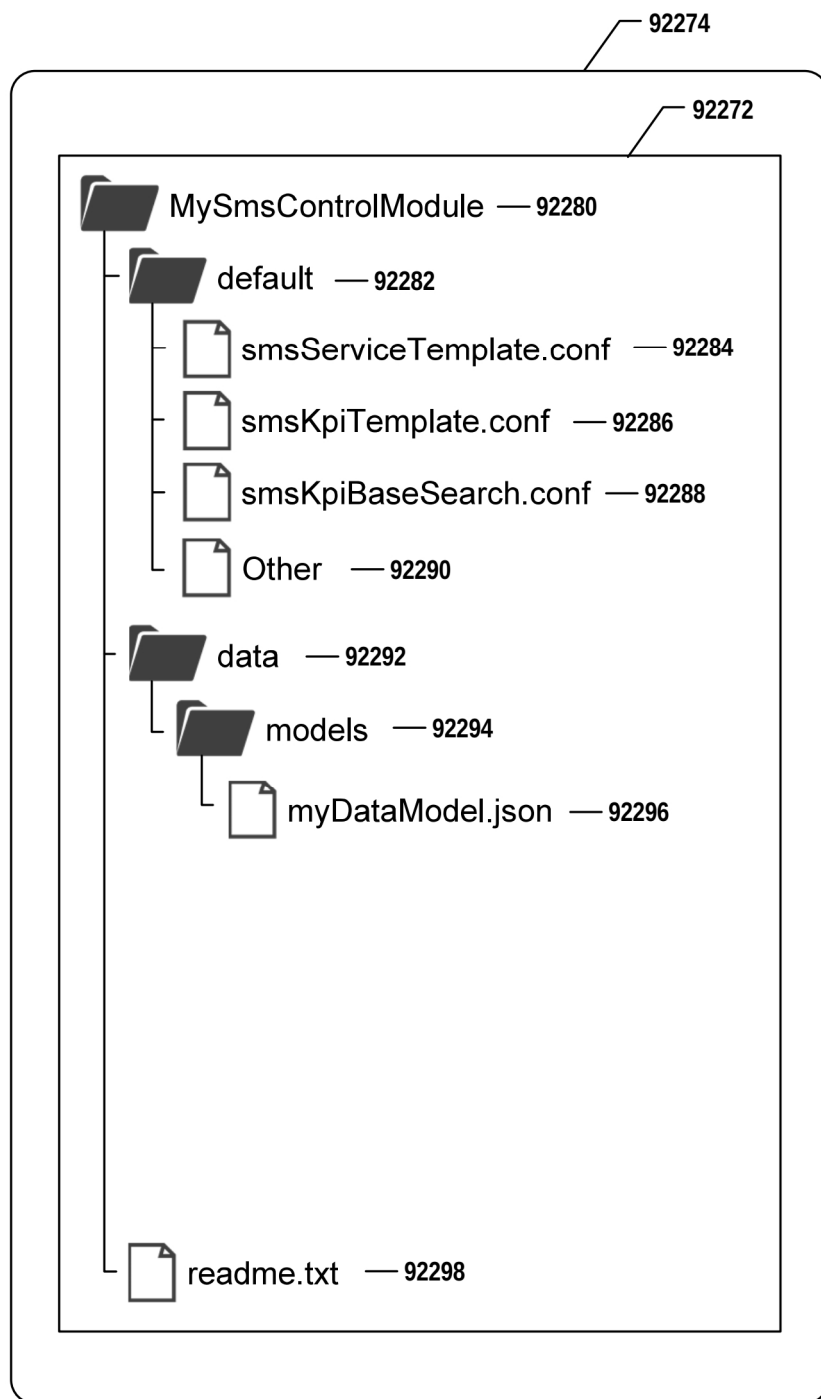 92274
92272
MySmsControlModule — 92280
default — 92282
smsServiceTemplate.conf — 92284
smsKpiTemplate.conf — 92286
smsKpiBaseSearch.conf — 92288
Other — 92290
data — 92292
models — 92294
myDataModel.json — 92296
readme.txt — 92298